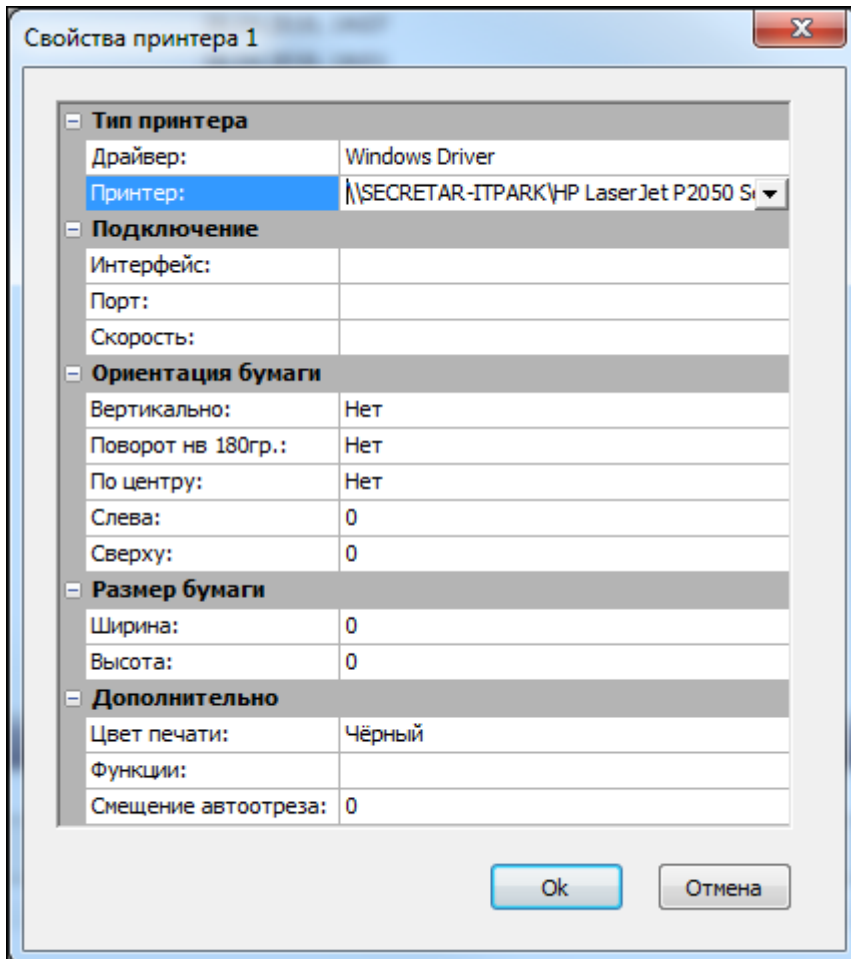 Свойства принтера 1
Тип принтера
Драйвер: Windows Driver
Принтер: \\SECRETAR-ITPARK\HP LaserJet P2050
Подключение
Интерфейс:
Порт:
Скорость:
Ориентация бумаги
Вертикально: Нет
Поворот нв 180гр.: Нет
По центру: Нет
Слева: 0
Сверху: 0
Размер бумаги
Ширина: 0
Высота: 0
Дополнительно
Цвет печати: Чёрный
Функции:
Смещение автоотреза: 0
Ok Отмена